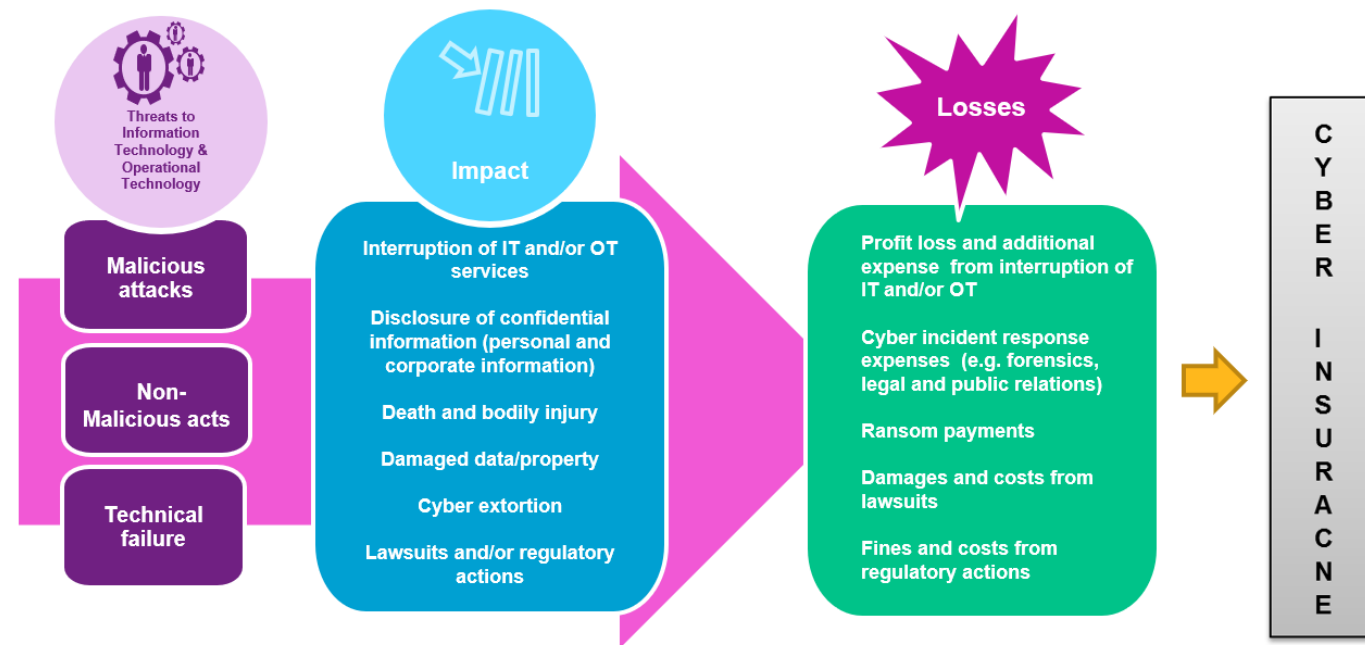 Threats to
Information
Technology &
Operational
Technology
Malicious
attacks
Non-
Malicious acts
Technical
failure
Impact
Interruption of IT and/or OT
services
Disclosure of confidential
information (personal and
corporate information)
Death and bodily injury
Damaged data/property
Cyber extortion
Lawsuits and/or regulatory
actions
Losses
Profit loss and additional
expense from interruption of
IT and/or OT
Cyber incident response
expenses (e.g. forensics,
legal and public relations)
Ransom payments
Damages and costs from
lawsuits
Fines and costs from
regulatory actions
C
Y
B
E
R
I
N
S
U
R
A
C
N
E